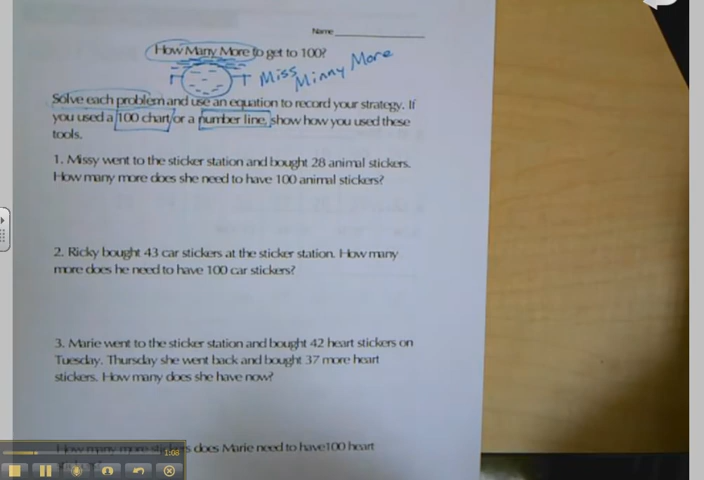 Name
How Many More to get to 100?
Miss Minny More
Solve each problem and use an equation to record your strategy. If
you used a 100 chart or a number line, show how you used these
tools.
1. Missy went to the sticker station and bought 28 animal stickers.
How many more does she need to have 100 animal stickers?
2. Ricky bought 43 car stickers at the sticker station. How many
more does he need to have 100 car stickers?
3. Marie went to the sticker station and bought 42 heart stickers on
Tuesday. Thursday she went back and bought 37 more heart
stickers. How many does she have now?
How many more stickers does Marie need to have100 heart
1:08